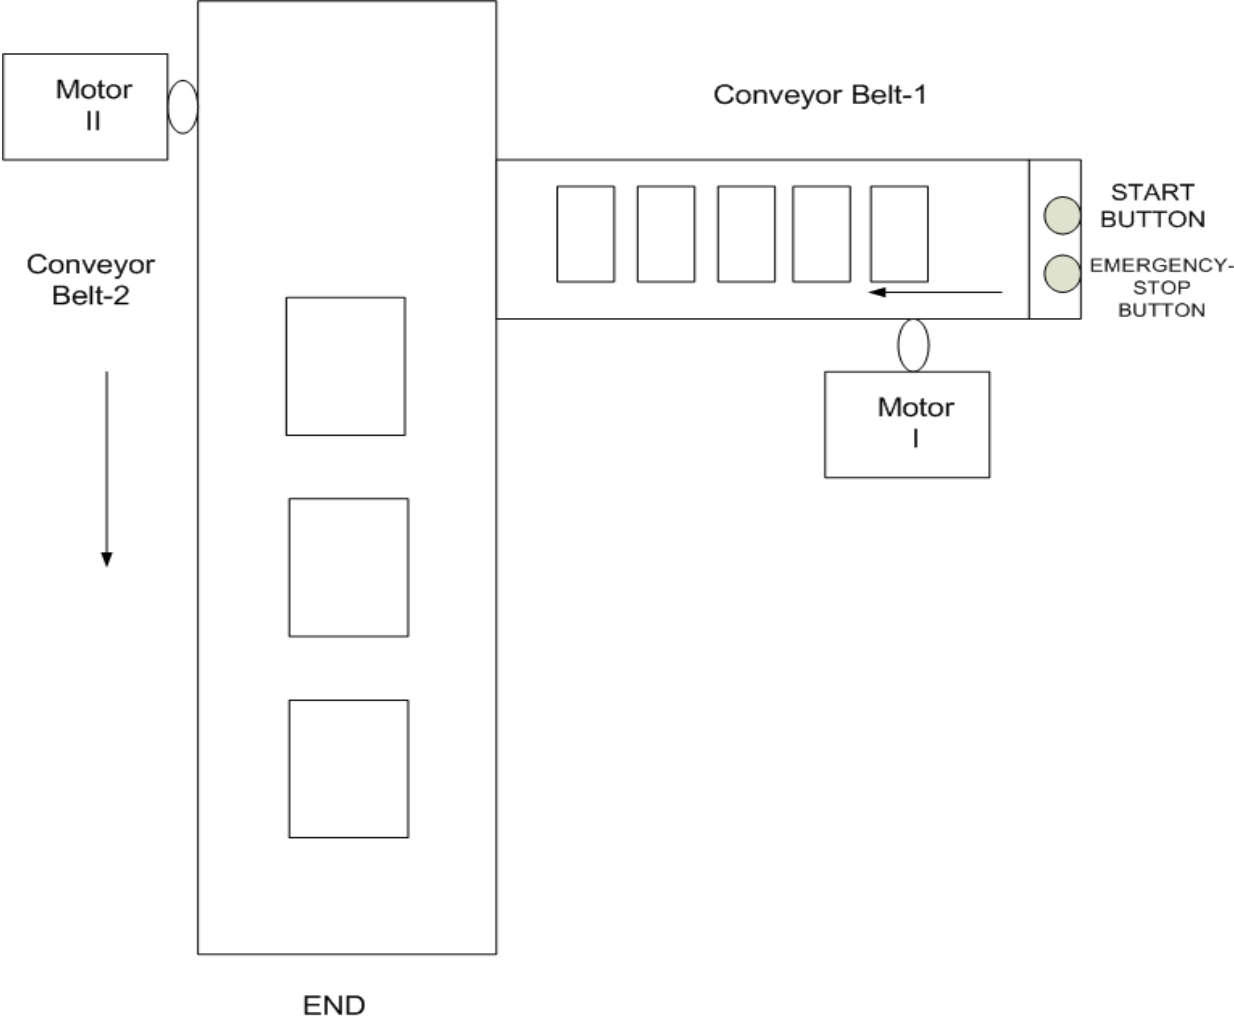 Motor
II
Conveyor Belt-1
START
BUTTON
EMERGENCY-
STOP
BUTTON
Conveyor
Belt-2
Motor
I
END